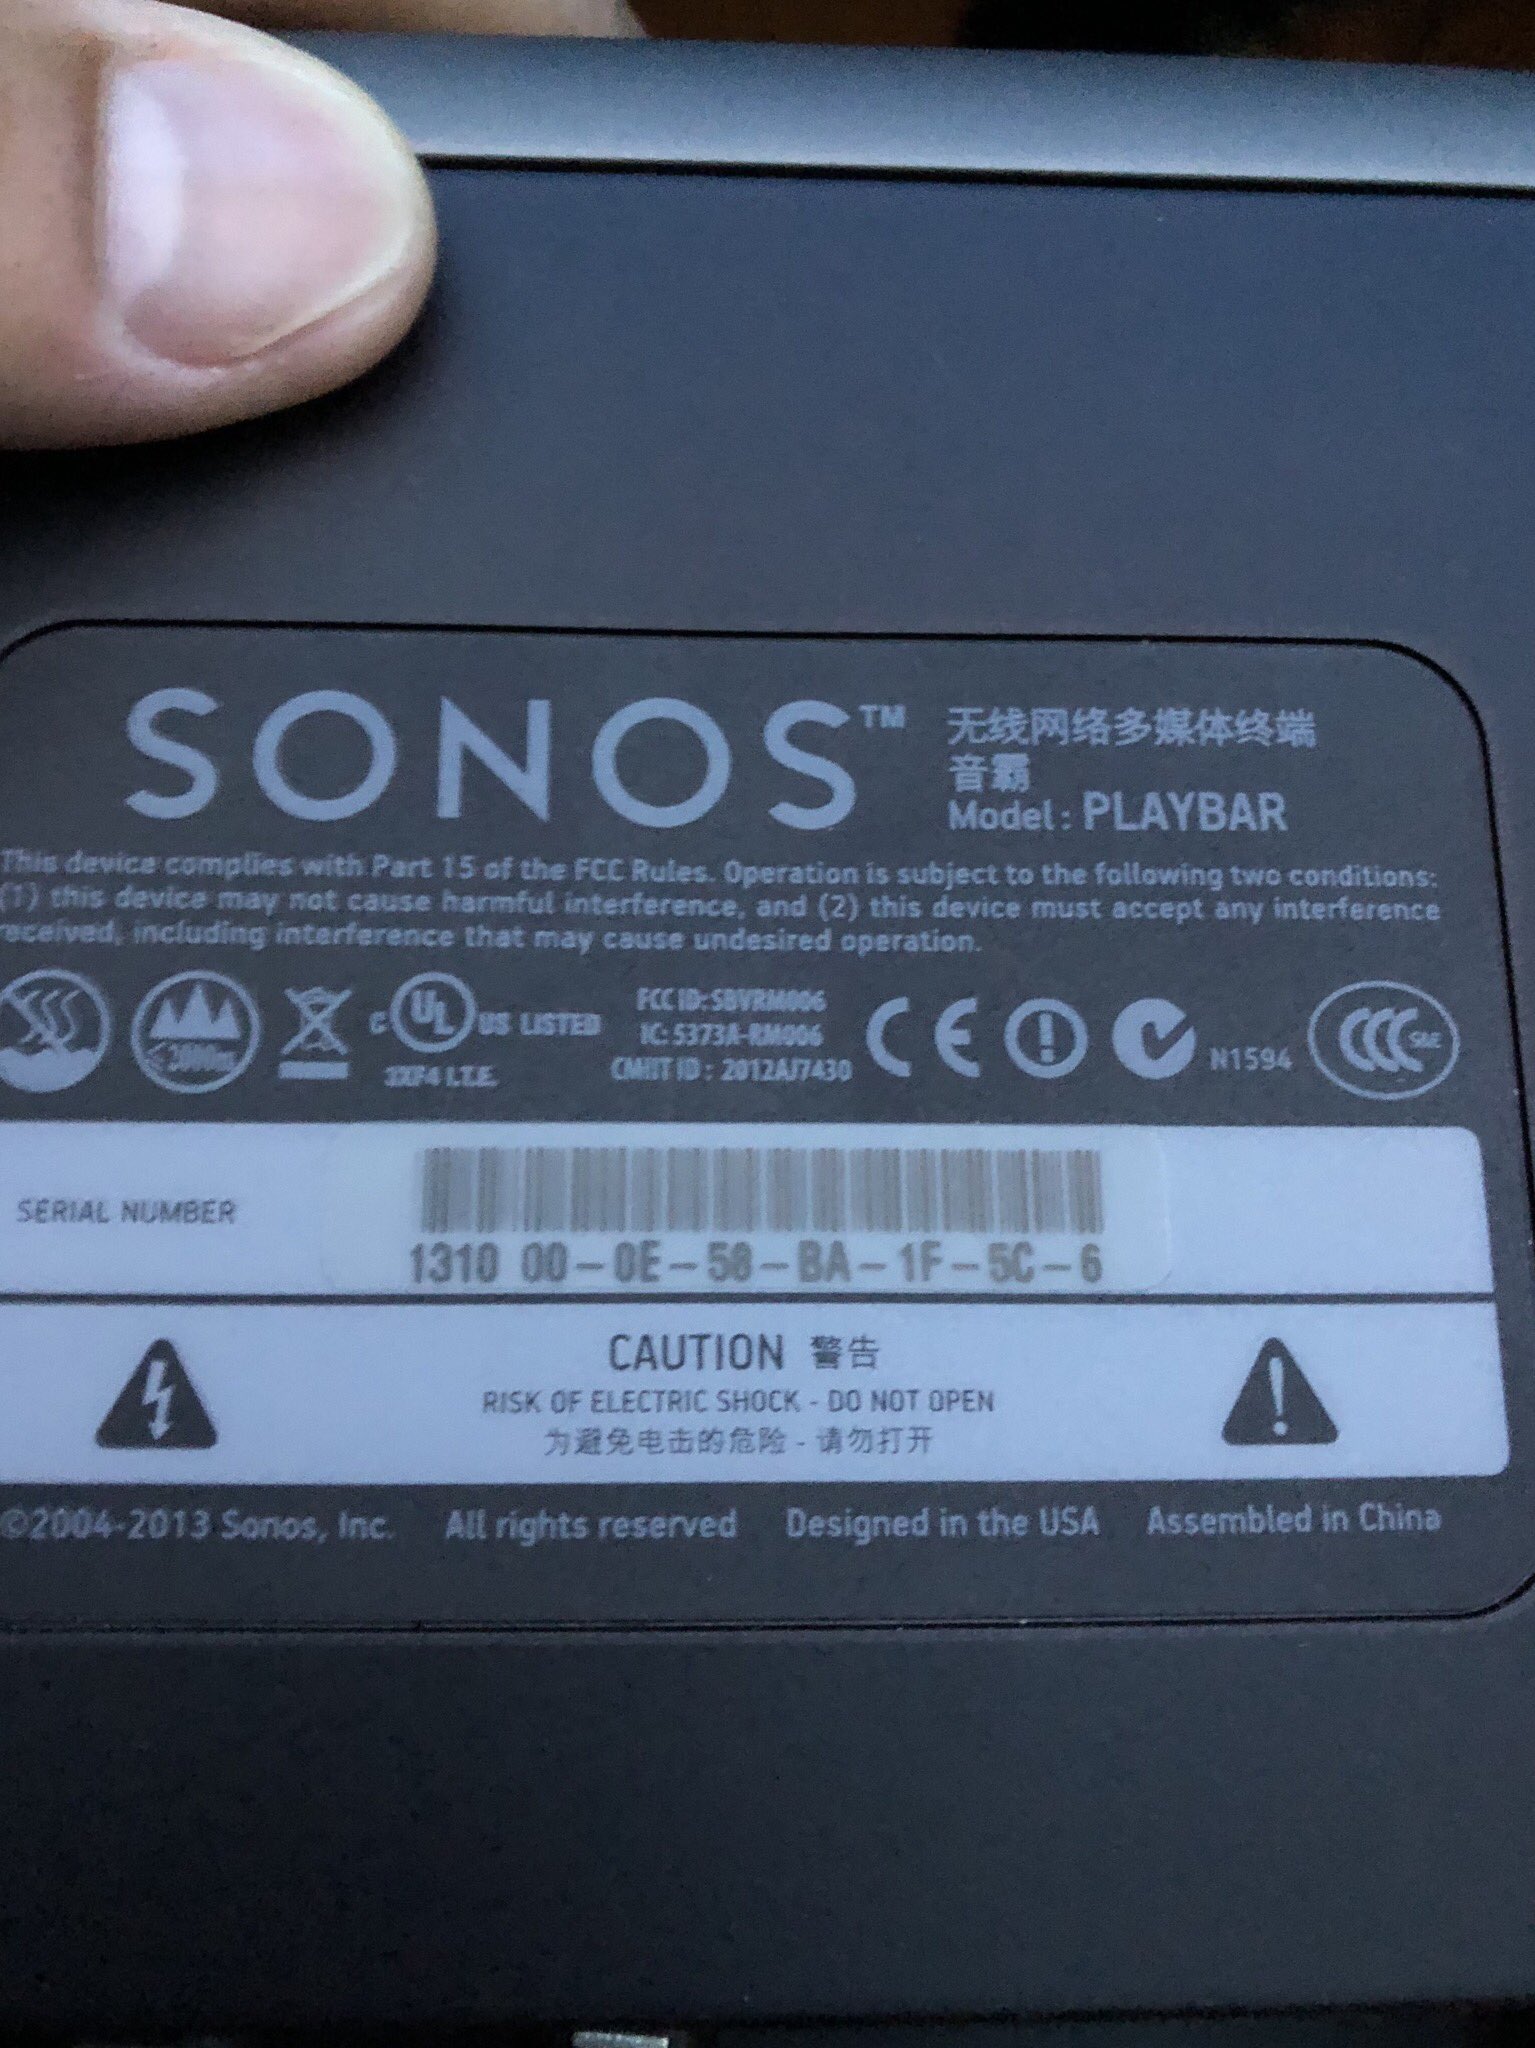 SONOS™
无线网络多媒体终端
音霸
Model: PLAYBAR
This device complies with Part 15 of the FCC Rules. Operation is subject to the following two conditions:
(1) this device may not cause harmful interference, and (2) this device must accept any interference
received, including interference that may cause undesired operation.
≤2000m
C UL US LISTED
3XF4 I.T.E.
FCC ID: SBVRM006
IC: 5373A-RM006
CMIIT ID: 2012AJ7430
CE
N1594
CCC S&E
SERIAL NUMBER
1310 00-0E-58-BA-1F-5C-6
CAUTION 警告
RISK OF ELECTRIC SHOCK - DO NOT OPEN
为避免电击的危险 - 请勿打开
©2004-2013 Sonos, Inc. All rights reserved Designed in the USA Assembled in China